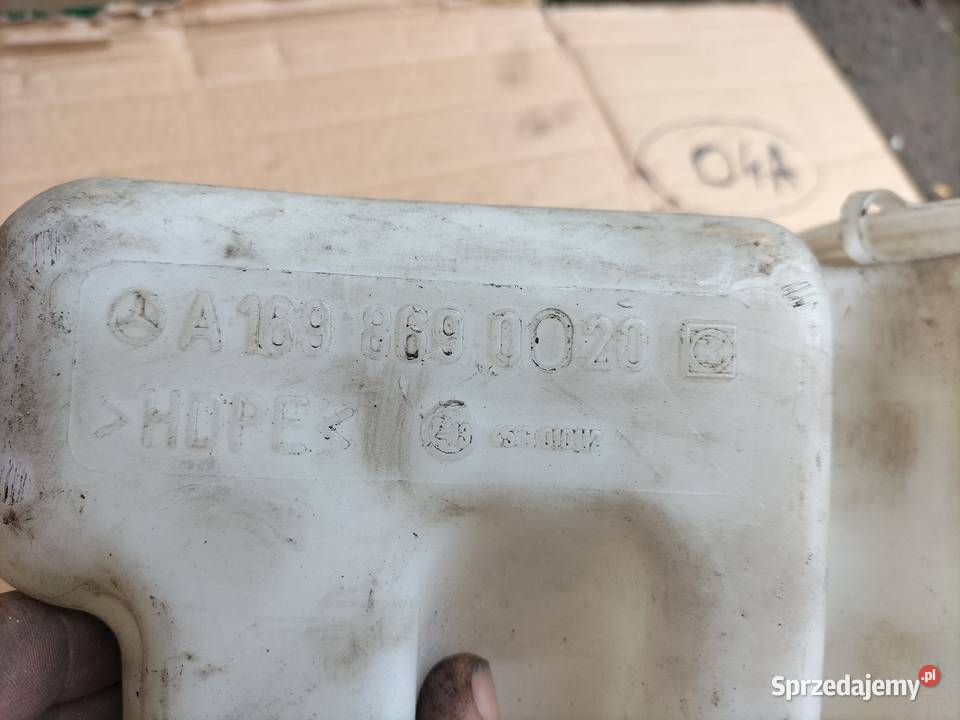 04A
A 169 869 00 20
>HDPE<
Sprzedajemy.pl